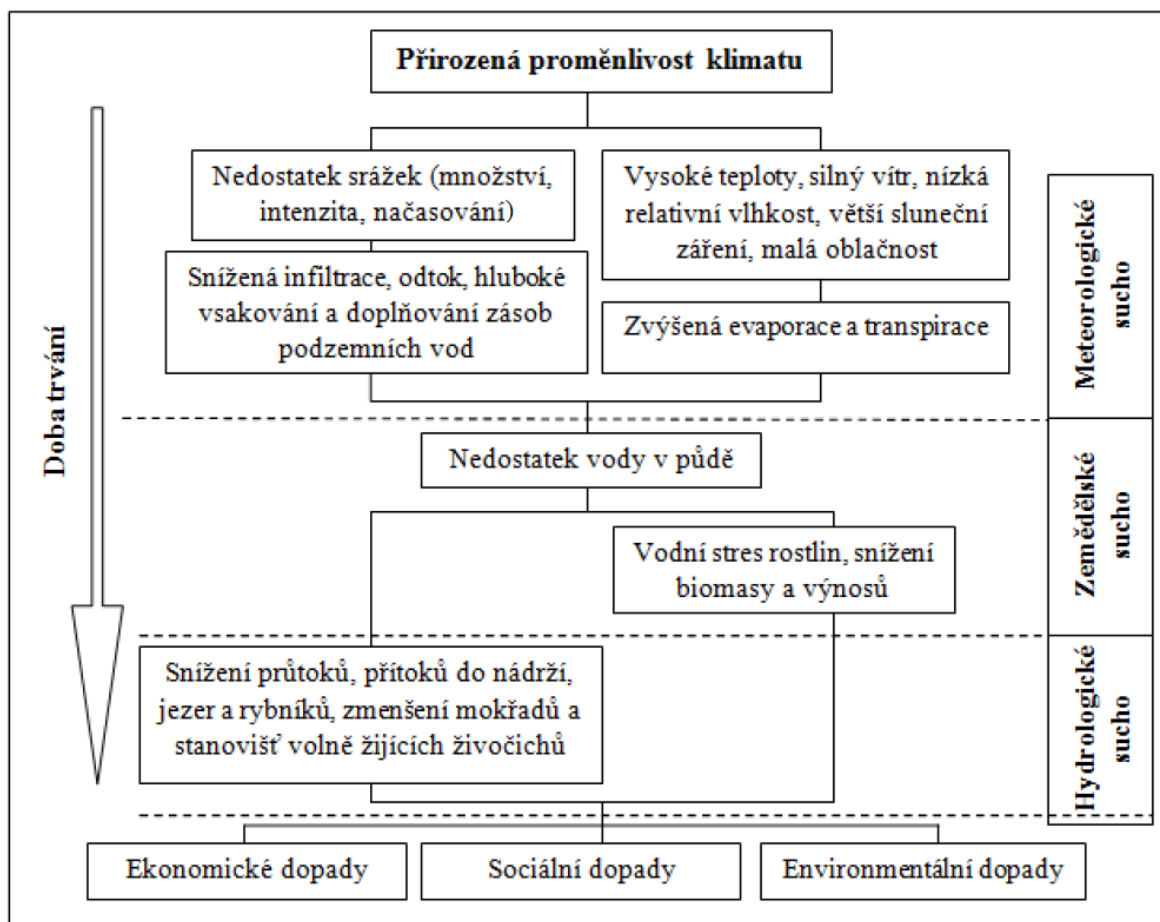 Přirozená proměnlivost klimatu
Nedostatek srážek (množství,
intenzita, načasování)
Vysoké teploty, silný vítr, nízká
relativní vlhkost, větší sluneční
záření, malá oblačnost
Snížená infiltrace, odtok, hluboké
vsakování a doplňování zásob
podzemních vod
Zvýšená evaporace a transpirace
Meteorologické
sucho
Doba trvání
Nedostatek vody v půdě
Vodní stres rostlin, snížení
biomasy a výnosů
Zemědělské
sucho
Snížení průtoků, přítoků do nádrží,
jezer a rybníků, zmenšení mokřadů a
stanovišť volně žijících živočichů
Hydrologické
sucho
Ekonomické dopady
Sociální dopady
Environmentální dopady